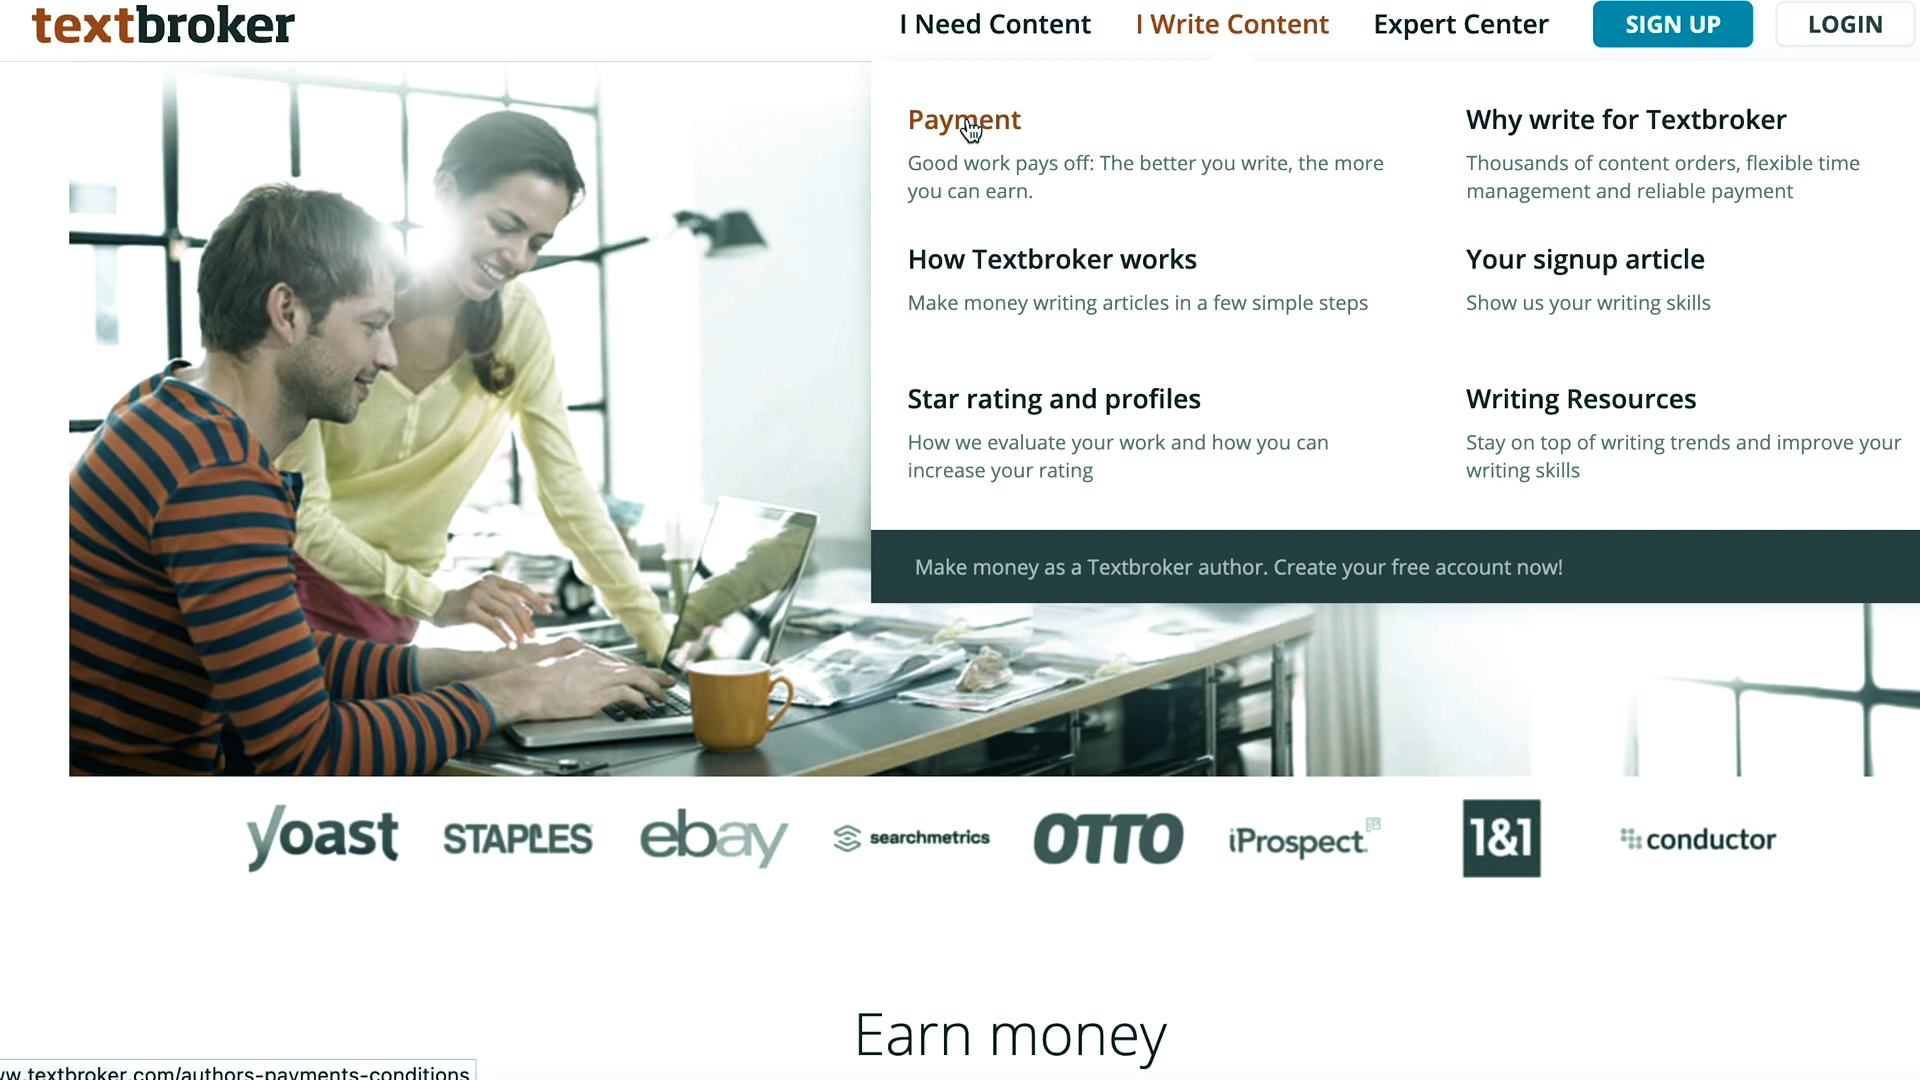 textbroker
I Need Content
I Write Content
Expert Center
SIGN UP
LOGIN
Payment
Good work pays off: The better you write, the more
you can earn.
Why write for Textbroker
Thousands of content orders, flexible time
management and reliable payment
How Textbroker works
Make money writing articles in a few simple steps
Your signup article
Show us your writing skills
Star rating and profiles
How we evaluate your work and how you can
increase your rating
Writing Resources
Stay on top of writing trends and improve your
writing skills
Make money as a Textbroker author. Create your free account now!
yoast
STAPLES
ebay
searchmetrics
OTTO
iProspect
1&1
conductor
Earn money
ww.textbroker.com/authors-payments-conditions